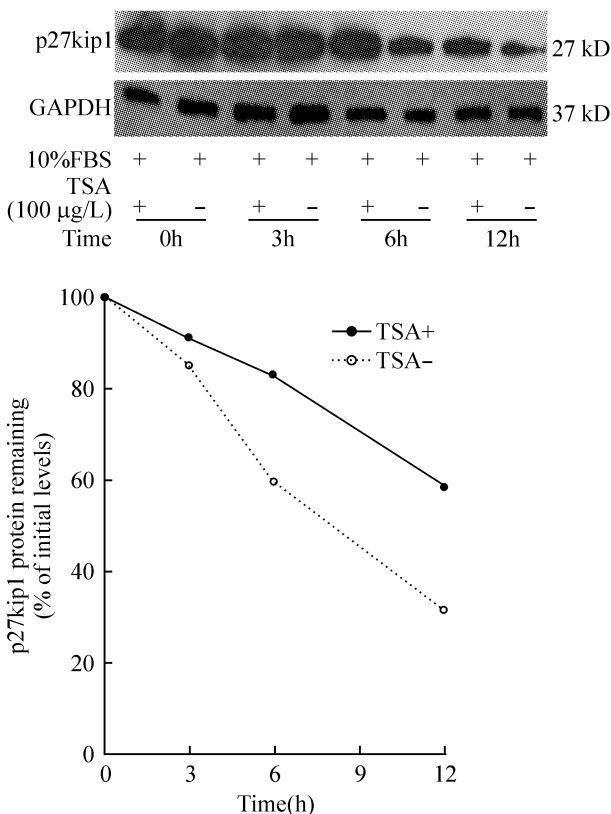 p27kip1 27 kD
GAPDH 37 kD
10%FBS + + + + + + + +
TSA
(100 μg/L) + − + − + − + −
Time 0h 3h 6h 12h
100
TSA+
TSA−
80
60
40
20
0
p27kip1 protein remaining
(% of initial levels)
0 3 6 9 12
Time(h)